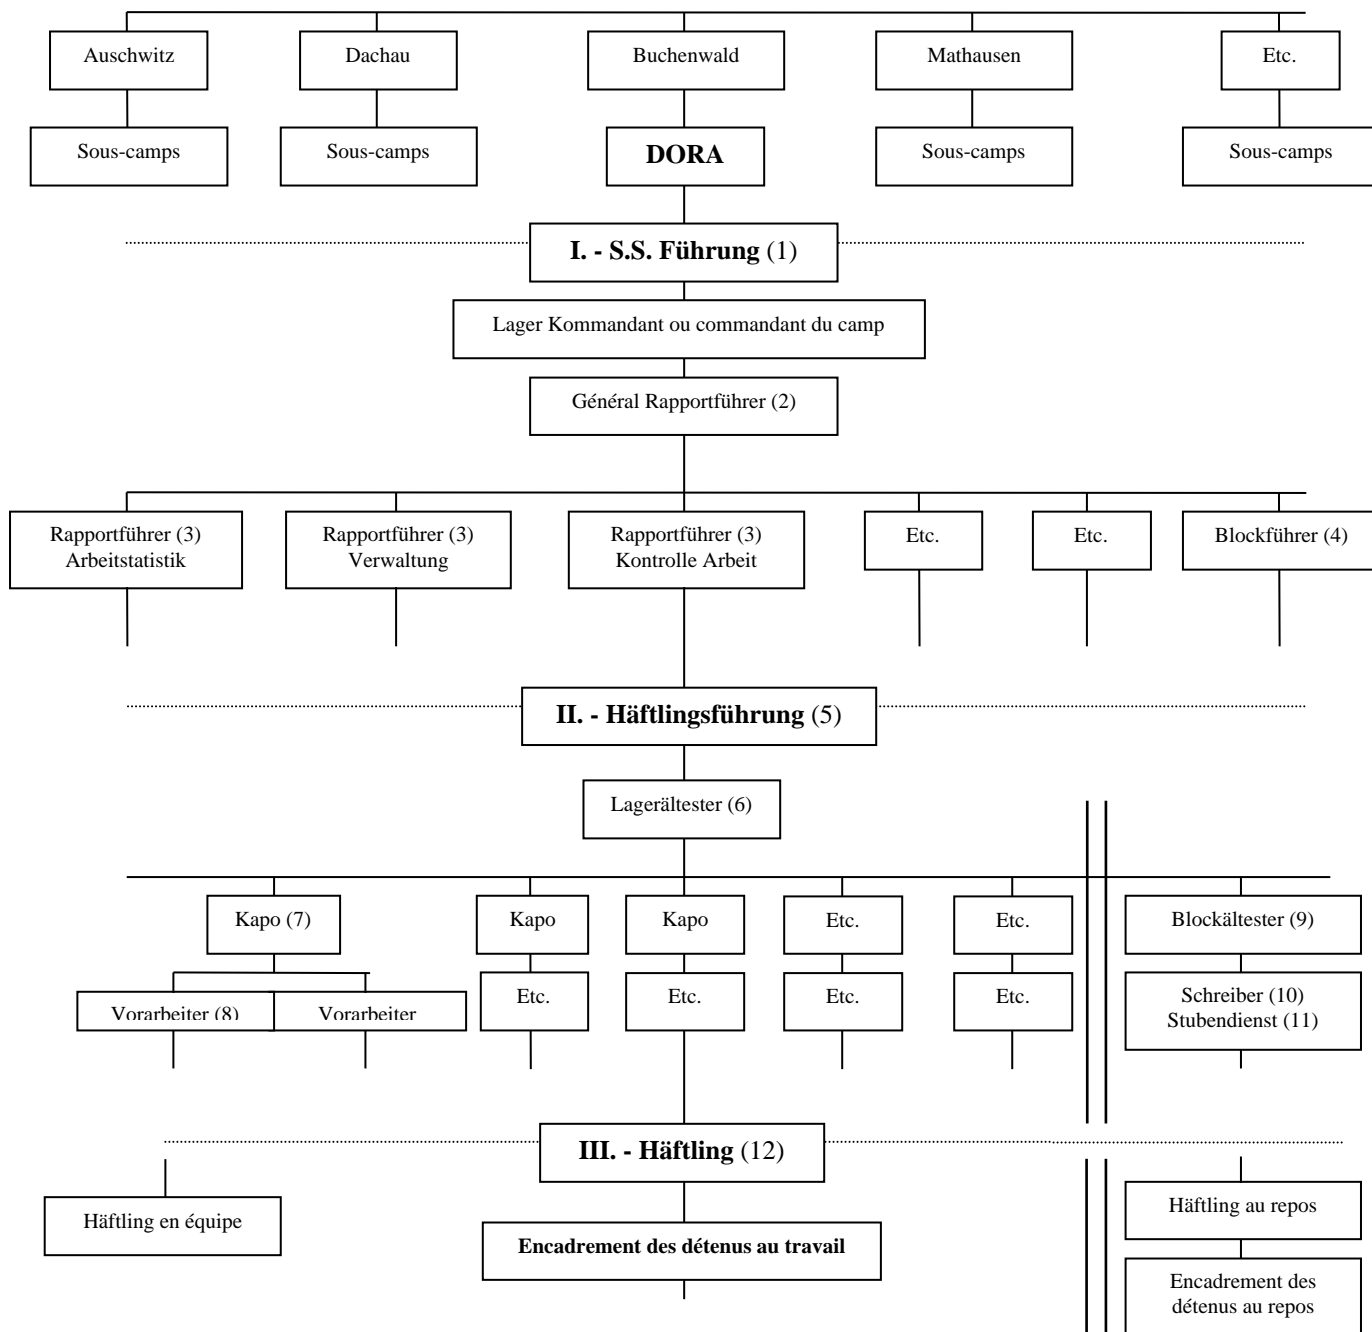 Auschwitz
Dachau
Buchenwald
Mathausen
Etc.
Sous-camps
Sous-camps
DORA
Sous-camps
Sous-camps
I. - S.S. Führung (1)
Lager Kommandant ou commandant du camp
Général Rapportführer (2)
Rapportführer (3)
Arbeitstatistik
Rapportführer (3)
Verwaltung
Rapportführer (3)
Kontrolle Arbeit
Etc.
Etc.
Blockführer (4)
II. - Häftlingsführung (5)
Lagerältester (6)
Kapo (7)
Kapo
Kapo
Etc.
Etc.
Blockältester (9)
Vorarbeiter (8)
Vorarbeiter
Etc.
Etc.
Etc.
Etc.
Schreiber (10)
Stubendienst (11)
III. - Häftling (12)
Häftling en équipe
Encadrement des détenus au travail
Häftling au repos
Encadrement des
détenus au repos